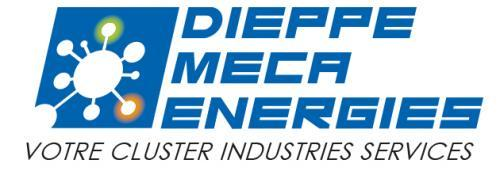 DIEPPE
MECA
ENERGIES
VOTRE CLUSTER INDUSTRIES SERVICES